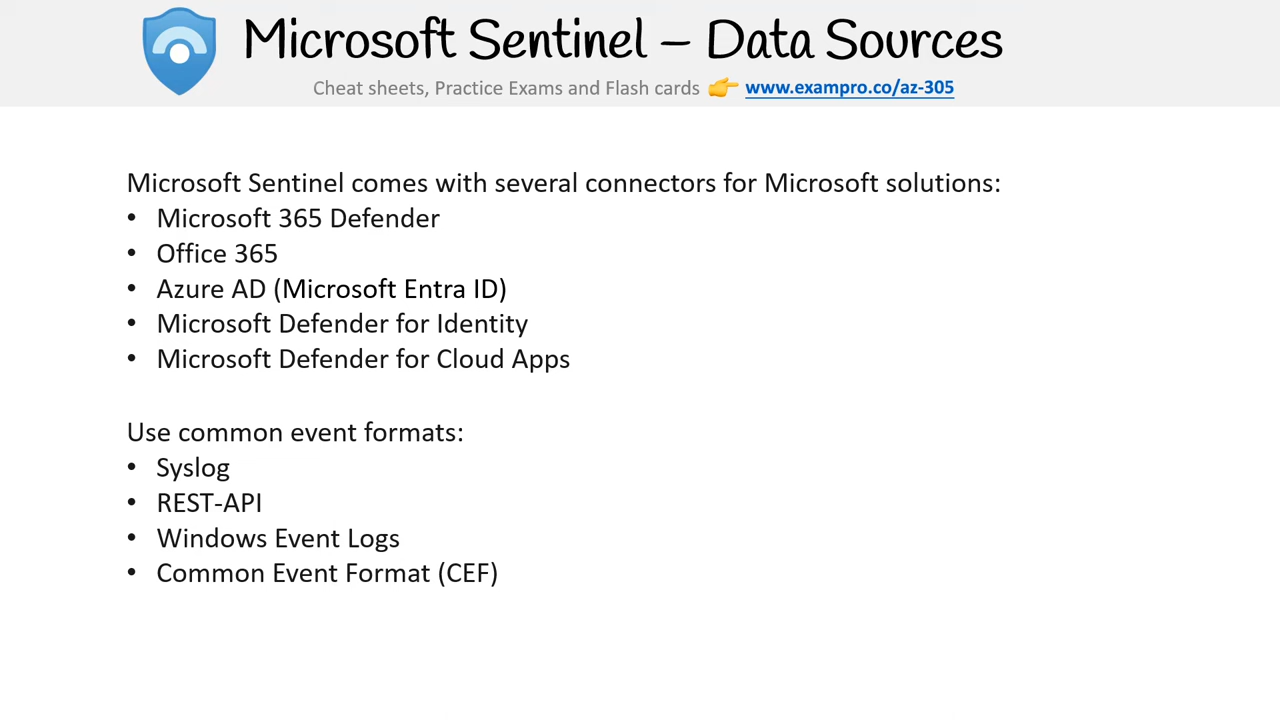 Microsoft Sentinel – Data Sources
Cheat sheets, Practice Exams and Flash cards 👉 www.exampro.co/az-305
Microsoft Sentinel comes with several connectors for Microsoft solutions:
• Microsoft 365 Defender
• Office 365
• Azure AD (Microsoft Entra ID)
• Microsoft Defender for Identity
• Microsoft Defender for Cloud Apps
Use common event formats:
• Syslog
• REST-API
• Windows Event Logs
• Common Event Format (CEF)